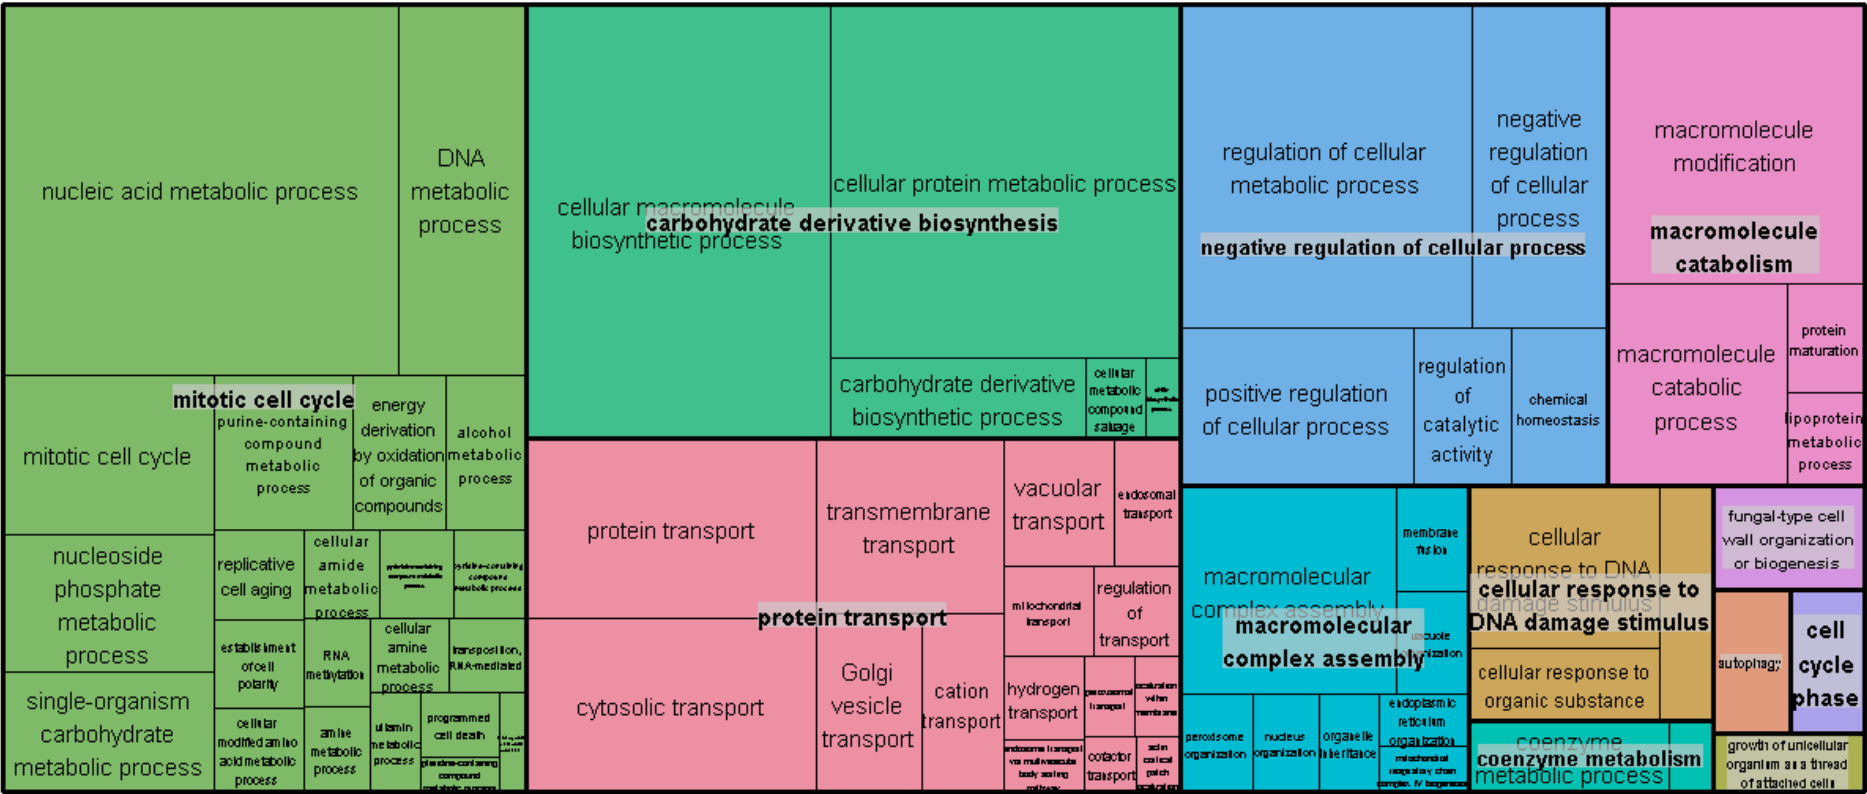 nucleic acid metabolic process
DNA
metabolic
process
mitotic cell cycle
mitotic cell cycle
purine-containing
compound
metabolic
process
energy
derivation
by oxidation
of organic
compounds
alcohol
metabolic
process
nucleoside
phosphate
metabolic
process
replicative
cell aging
cellular
amide
metabolic
process
establishment
of cell
polarity
RNA
methylation
cellular
amine
metabolic
process
transposition,
RNA-mediated
single-organism
carbohydrate
metabolic process
cellular
modified amino
acid metabolic
process
amine
metabolic
process
vitamin
metabolic
process
programmed
cell death
cellular macromolecule
biosynthetic process
cellular protein metabolic process
carbohydrate derivative biosynthesis
carbohydrate derivative
biosynthetic process
cellular
metabolic
compound
salvage
protein transport
transmembrane
transport
vacuolar
transport
endosomal
transport
mitochondrial
transport
regulation
of
transport
protein transport
cytosolic transport
Golgi
vesicle
transport
cation
transport
hydrogen
transport
cofactor
transport
regulation of cellular
metabolic process
negative
regulation
of cellular
process
negative regulation of cellular process
positive regulation
of cellular process
regulation
of
catalytic
activity
chemical
homeostasis
macromolecule
modification
macromolecule
catabolism
macromolecule
catabolic
process
protein
maturation
lipoprotein
metabolic
process
macromolecular
complex assembly
membrane
fusion
vacuole
organization
macromolecular
complex assembly
peroxisome
organization
nucleus
organization
organelle
inheritance
endoplasmic
reticulum
organization
cellular
response to DNA
damage stimulus
cellular response to
DNA damage stimulus
cellular response to
organic substance
coenzyme
metabolic process
coenzyme metabolism
fungal-type cell
wall organization
or biogenesis
autophagy
cell
cycle
phase
growth of unicellular
organism as a thread
of attached cells